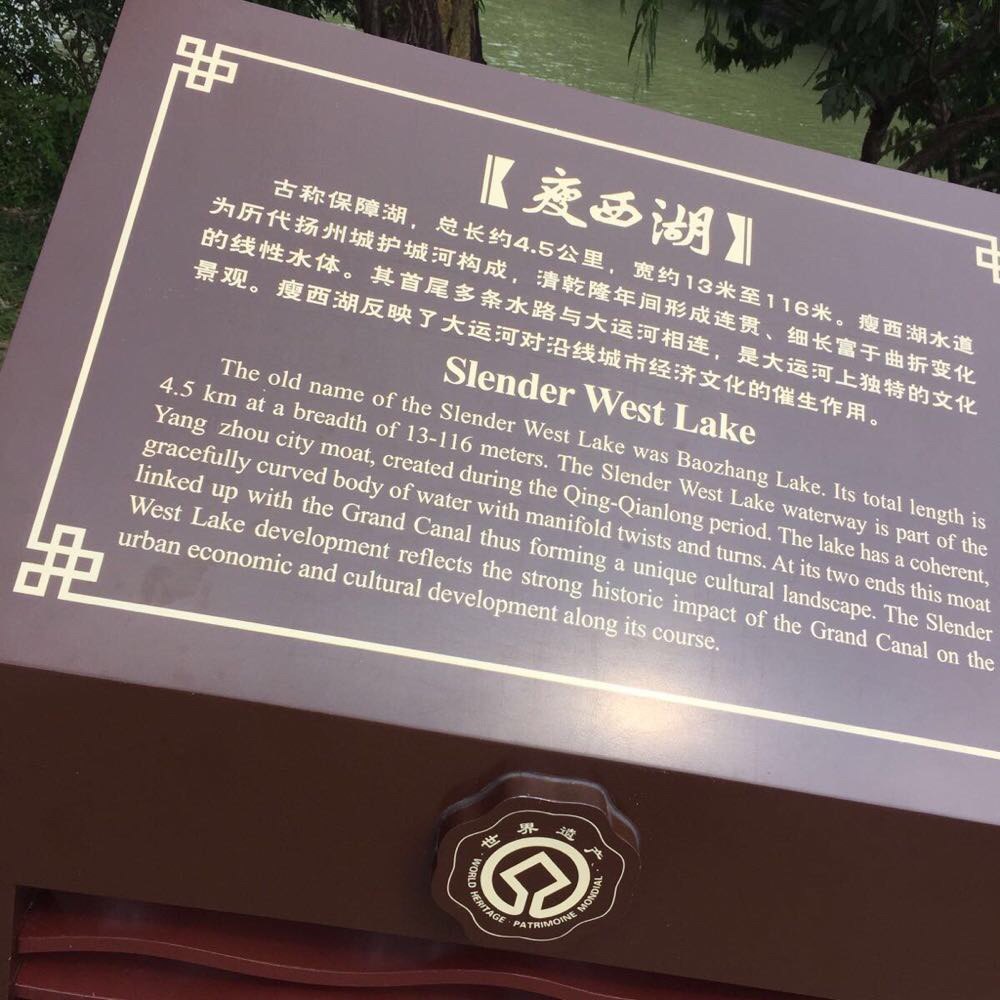 【瘦西湖】
古称保障湖，总长约4.5公里，宽约13米至116米。瘦西湖水道
为历代扬州城护城河构成，清乾隆年间形成连贯、细长富于曲折变化
的线性水体。其首尾多条水路与大运河相连，是大运河上独特的文化
景观。瘦西湖反映了大运河对沿线城市经济文化的催生作用。
Slender West Lake
The old name of the Slender West Lake was Baozhang Lake. Its total length is
4.5 km at a breadth of 13-116 meters. The Slender West Lake waterway is part of the
Yang zhou city moat, created during the Qing-Qianlong period. The lake has a coherent,
gracefully curved body of water with manifold twists and turns. At its two ends this moat
linked up with the Grand Canal thus forming a unique cultural landscape. The Slender
West Lake development reflects the strong historic impact of the Grand Canal on the
urban economic and cultural development along its course.
世界遗产
WORLD HERITAGE · PATRIMOINE MONDIAL